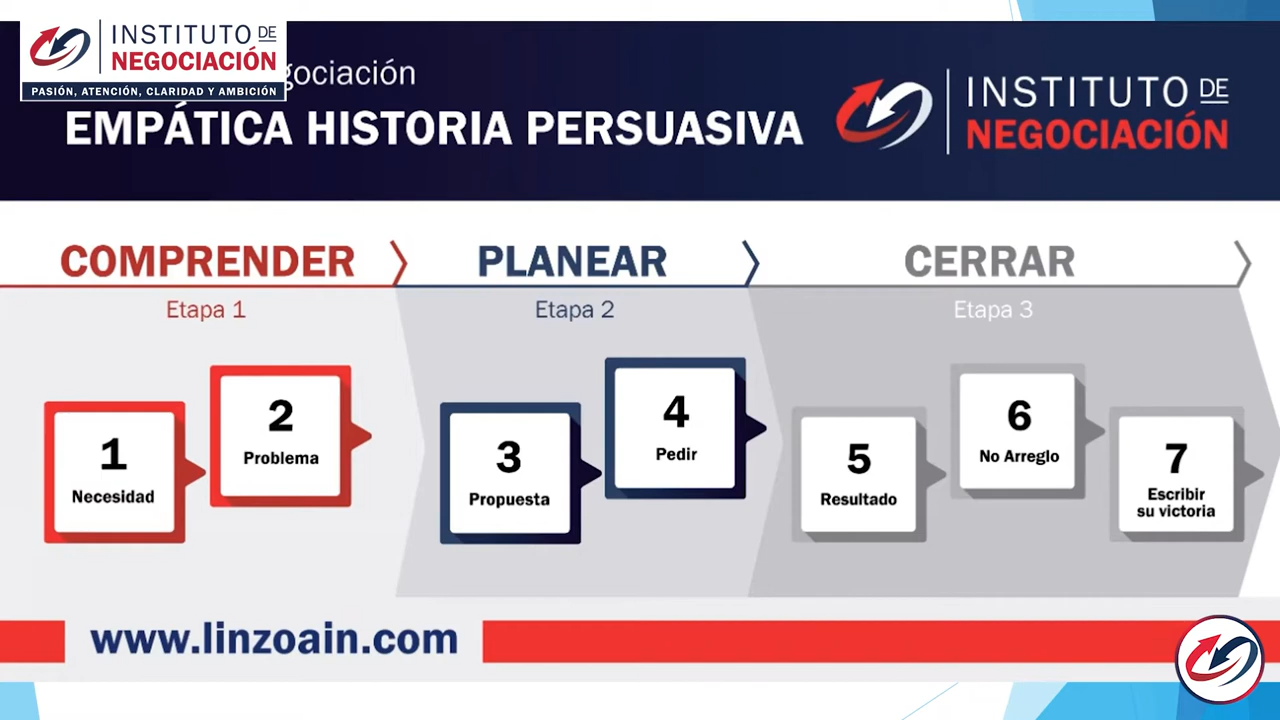 INSTITUTO DE
NEGOCIACIÓN
PASIÓN, ATENCIÓN, CLARIDAD Y AMBICIÓN
EMPÁTICA HISTORIA PERSUASIVA
INSTITUTO DE
NEGOCIACIÓN
COMPRENDER
Etapa 1
PLANEAR
Etapa 2
CERRAR
Etapa 3
1
Necesidad
2
Problema
3
Propuesta
4
Pedir
5
Resultado
6
No Arreglo
7
Escribir
su victoria
www.linzoain.com